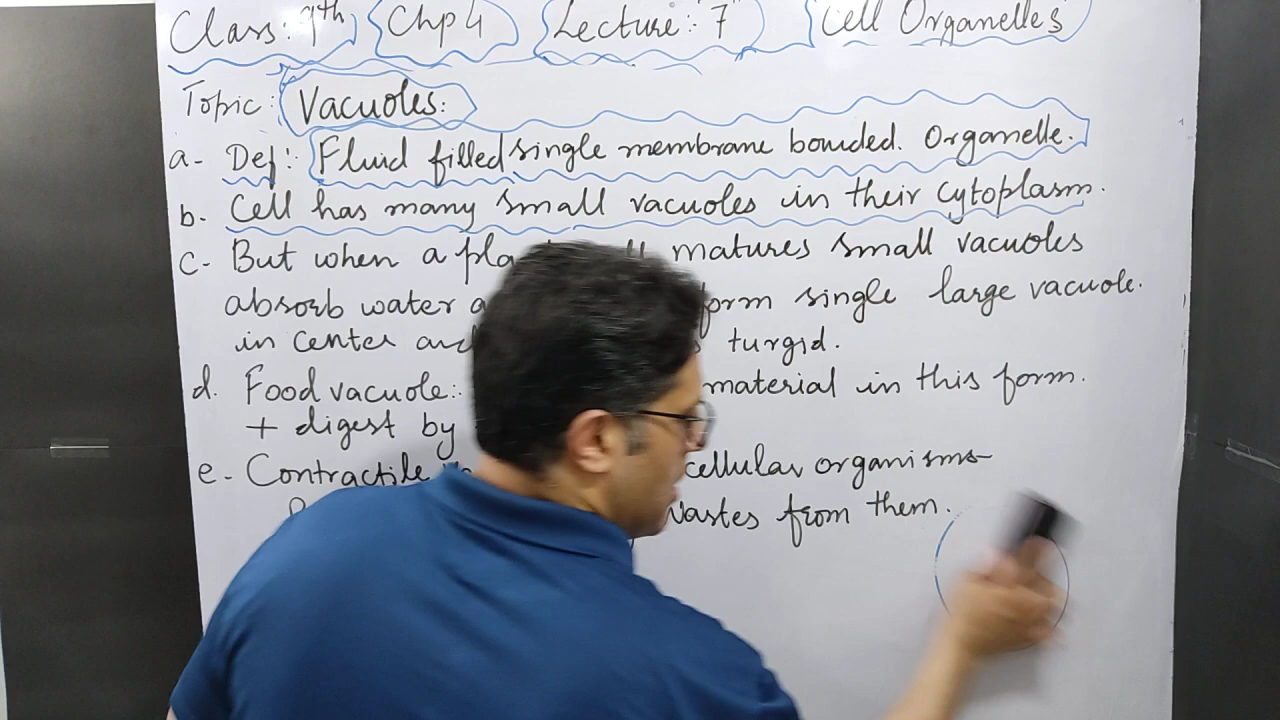 Class: 9th Chp 4 Lecture: "7" Cell Organelles
Topic: Vacuoles:
a- Def: Fluid filled single membrane bounded. Organelle.
b. Cell has many small vacuoles in their cytoplasm.
c- But when a matures small vacuoles
absorb water form single large vacuole.
in center and turgid.
d. Food vacuole: material in this form.
+ digest by
e- Contractile cellular organisms
wastes from them.